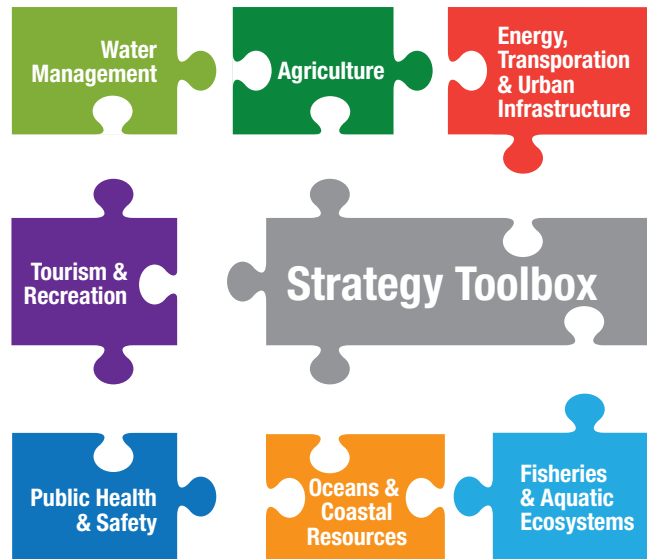 Water
Management
Agriculture
Energy,
Transporation
& Urban
Infrastructure
Tourism &
Recreation
Strategy Toolbox
Public Health
& Safety
Oceans &
Coastal
Resources
Fisheries
& Aquatic
Ecosystems